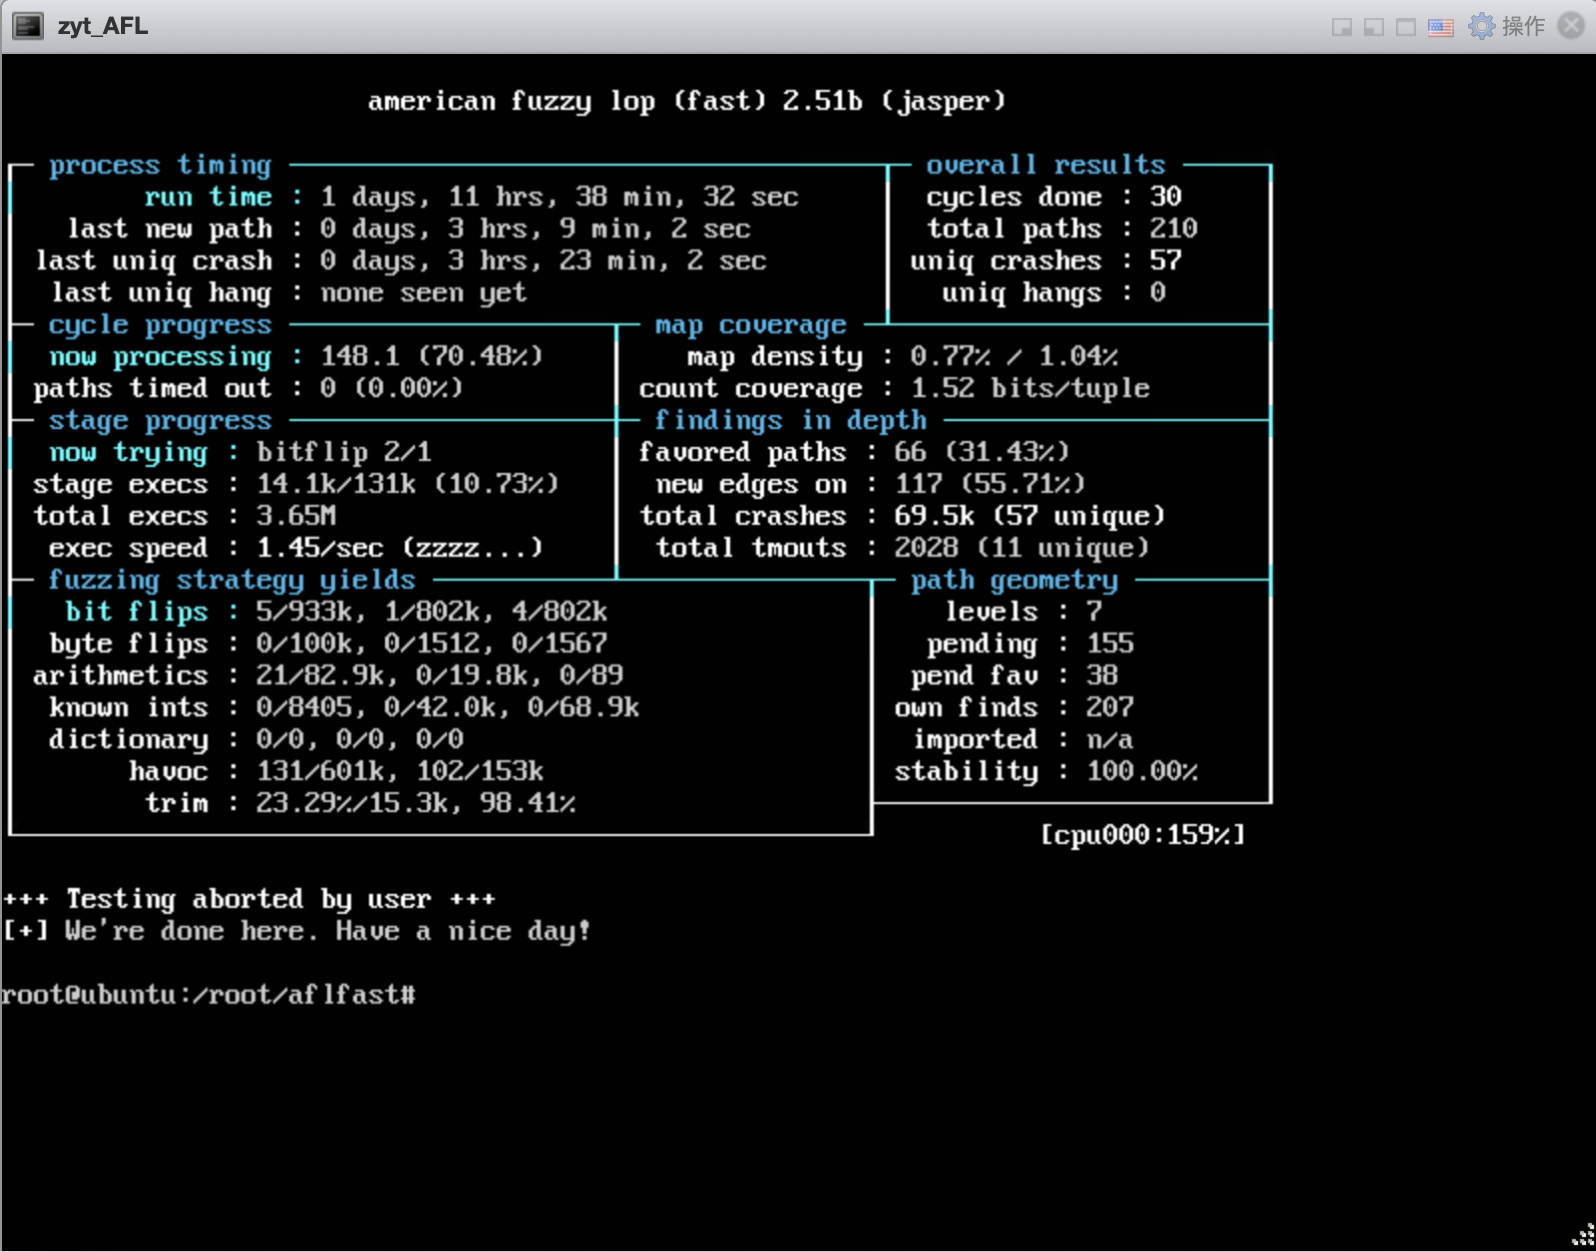 zyt_AFL
操作
american fuzzy lop (fast) 2.51b (jasper)
process timing
run time : 1 days, 11 hrs, 38 min, 32 sec
last new path : 0 days, 3 hrs, 9 min, 2 sec
last uniq crash : 0 days, 3 hrs, 23 min, 2 sec
last uniq hang : none seen yet
overall results
cycles done : 30
total paths : 210
uniq crashes : 57
uniq hangs : 0
cycle progress
now processing : 148.1 (70.48%)
paths timed out : 0 (0.00%)
map coverage
map density : 0.77% / 1.04%
count coverage : 1.52 bits/tuple
stage progress
now trying : bitflip 2/1
stage execs : 14.1k/131k (10.73%)
total execs : 3.65M
exec speed : 1.45/sec (zzzz...)
findings in depth
favored paths : 66 (31.43%)
new edges on : 117 (55.71%)
total crashes : 69.5k (57 unique)
total tmouts : 2028 (11 unique)
fuzzing strategy yields
bit flips : 5/933k, 1/802k, 4/802k
byte flips : 0/100k, 0/1512, 0/1567
arithmetics : 21/82.9k, 0/19.8k, 0/89
known ints : 0/8405, 0/42.0k, 0/68.9k
dictionary : 0/0, 0/0, 0/0
havoc : 131/601k, 102/153k
trim : 23.29%/15.3k, 98.41%
path geometry
levels : 7
pending : 155
pend fav : 38
own finds : 207
imported : n/a
stability : 100.00%
[cpu000:159%]
+++ Testing aborted by user +++
[+] We're done here. Have a nice day!
root@ubuntu:/root/aflfast#